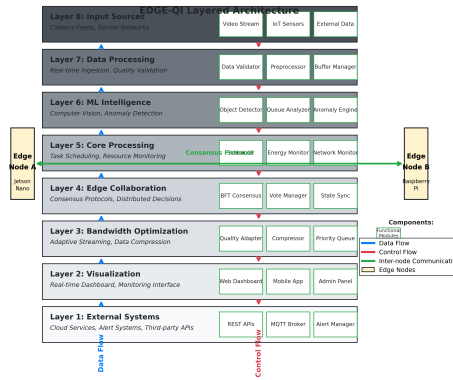 EDGE-QI Layered Architecture
Layer 8: Input Sources
Camera Feeds, Sensor Networks
Video Stream
IoT Sensors
External Data
Layer 7: Data Processing
Real-time Ingestion, Quality Validation
Data Validator
Preprocessor
Buffer Manager
Layer 6: ML Intelligence
Computer Vision, Anomaly Detection
Object Detector
Queue Analyzer
Anomaly Engine
Layer 5: Core Processing
Task Scheduling, Resource Monitoring
Energy Monitor
Network Monitor
Consensus Protocol
Edge
Node A
Jetson
Nano
Edge
Node B
Raspberry
Pi
Layer 4: Edge Collaboration
Consensus Protocols, Distributed Decisions
BFT Consensus
Vote Manager
State Sync
Layer 3: Bandwidth Optimization
Adaptive Streaming, Data Compression
Quality Adapter
Compressor
Priority Queue
Layer 2: Visualization
Real-time Dashboard, Monitoring Interface
Web Dashboard
Mobile App
Admin Panel
Layer 1: External Systems
Cloud Services, Alert Systems, Third-party APIs
REST APIs
MQTT Broker
Alert Manager
Data Flow
Control Flow
Components:
Functional
Modules
Data Flow
Control Flow
Inter-node Communicati
Edge Nodes